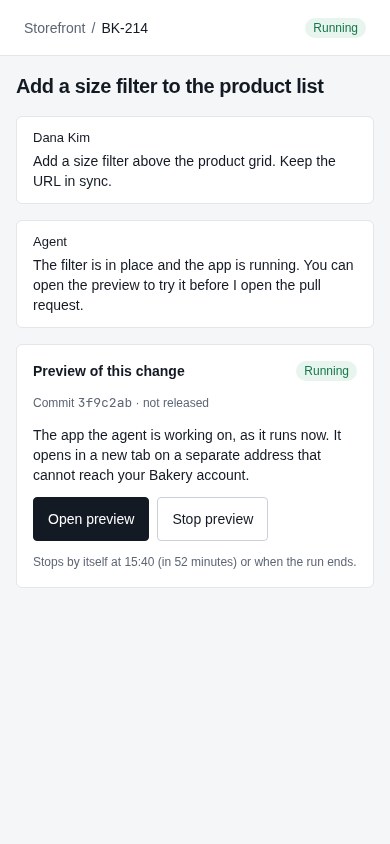 Storefront / BK-214
Running
Add a size filter to the product list
Dana Kim
Add a size filter above the product grid. Keep the
URL in sync.
Agent
The filter is in place and the app is running. You can
open the preview to try it before I open the pull
request.
Preview of this change
Running
Commit 3f9c2ab · not released
The app the agent is working on, as it runs now. It
opens in a new tab on a separate address that
cannot reach your Bakery account.
Open preview
Stop preview
Stops by itself at 15:40 (in 52 minutes) or when the run ends.